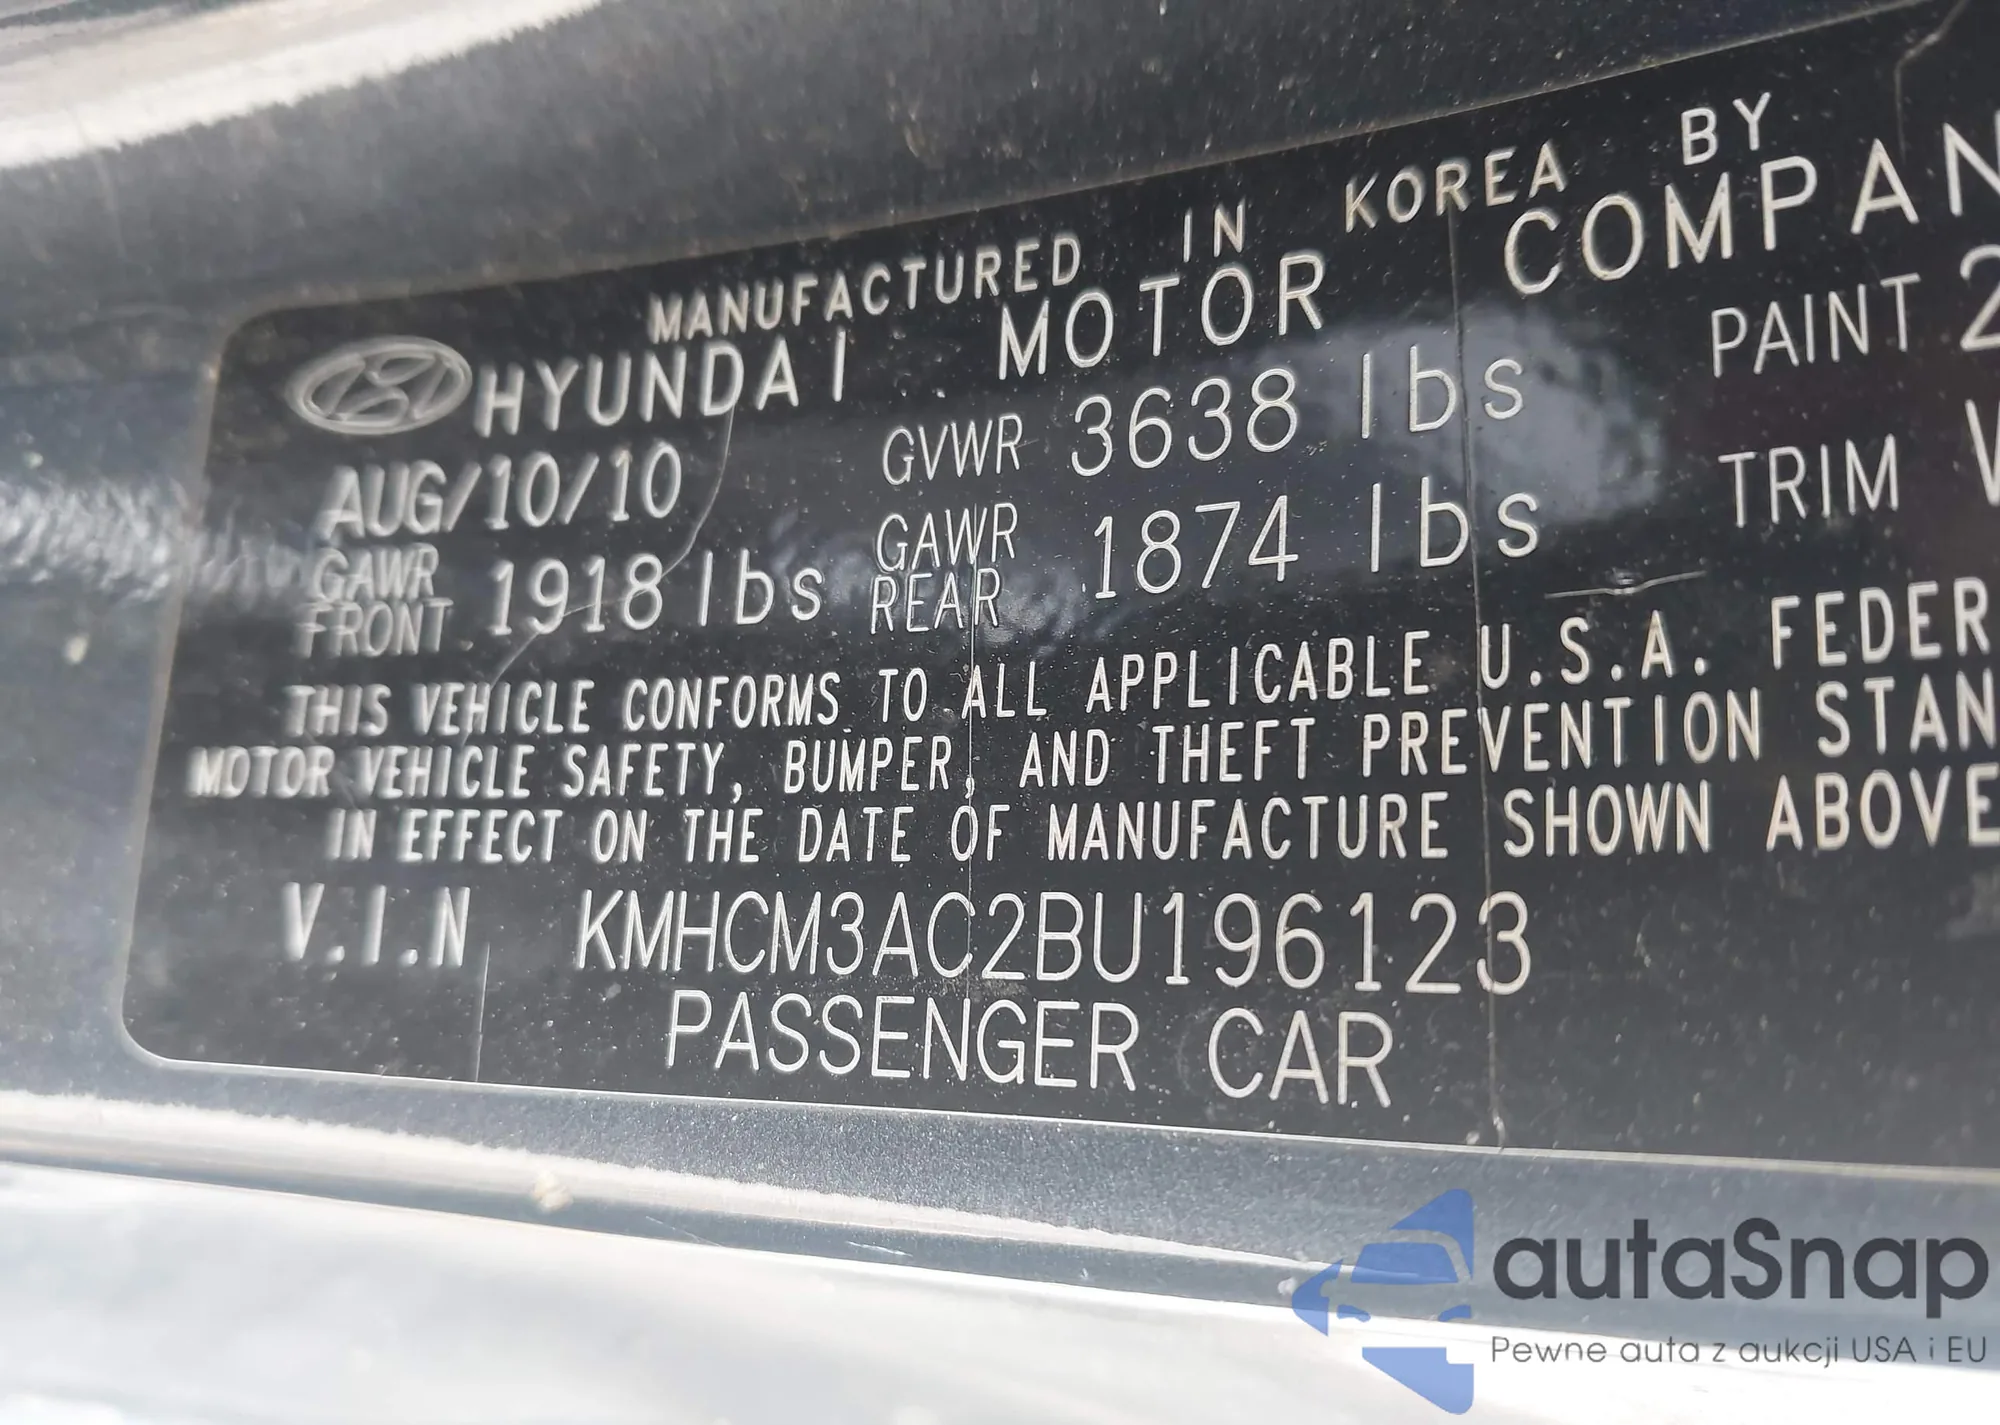 MANUFACTURED IN KOREA BY
HYUNDAI MOTOR COMPAN
AUG/10/10 GVWR 3638 lbs PAINT 2
GAWR FRONT 1918 lbs GAWR REAR 1874 lbs TRIM
THIS VEHICLE CONFORMS TO ALL APPLICABLE U.S.A. FEDER
MOTOR VEHICLE SAFETY, BUMPER, AND THEFT PREVENTION STAN
IN EFFECT ON THE DATE OF MANUFACTURE SHOWN ABOVE
V.I.N KMHCM3AC2BU196123
PASSENGER CAR
autaSnap
Pewne auta z aukcji USA i EU